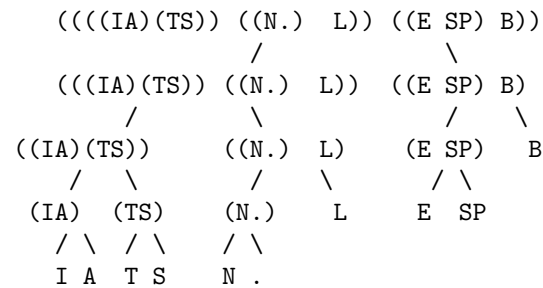 ((((IA)(TS)) ((N.) L)) ((E SP) B))
/ \
(((IA)(TS)) ((N.) L)) ((E SP) B)
/ \ / \
((IA)(TS)) ((N.) L) (E SP) B
/ \ / \ / \
(IA) (TS) (N.) L E SP
/ \ / \ / \
I A T S N .